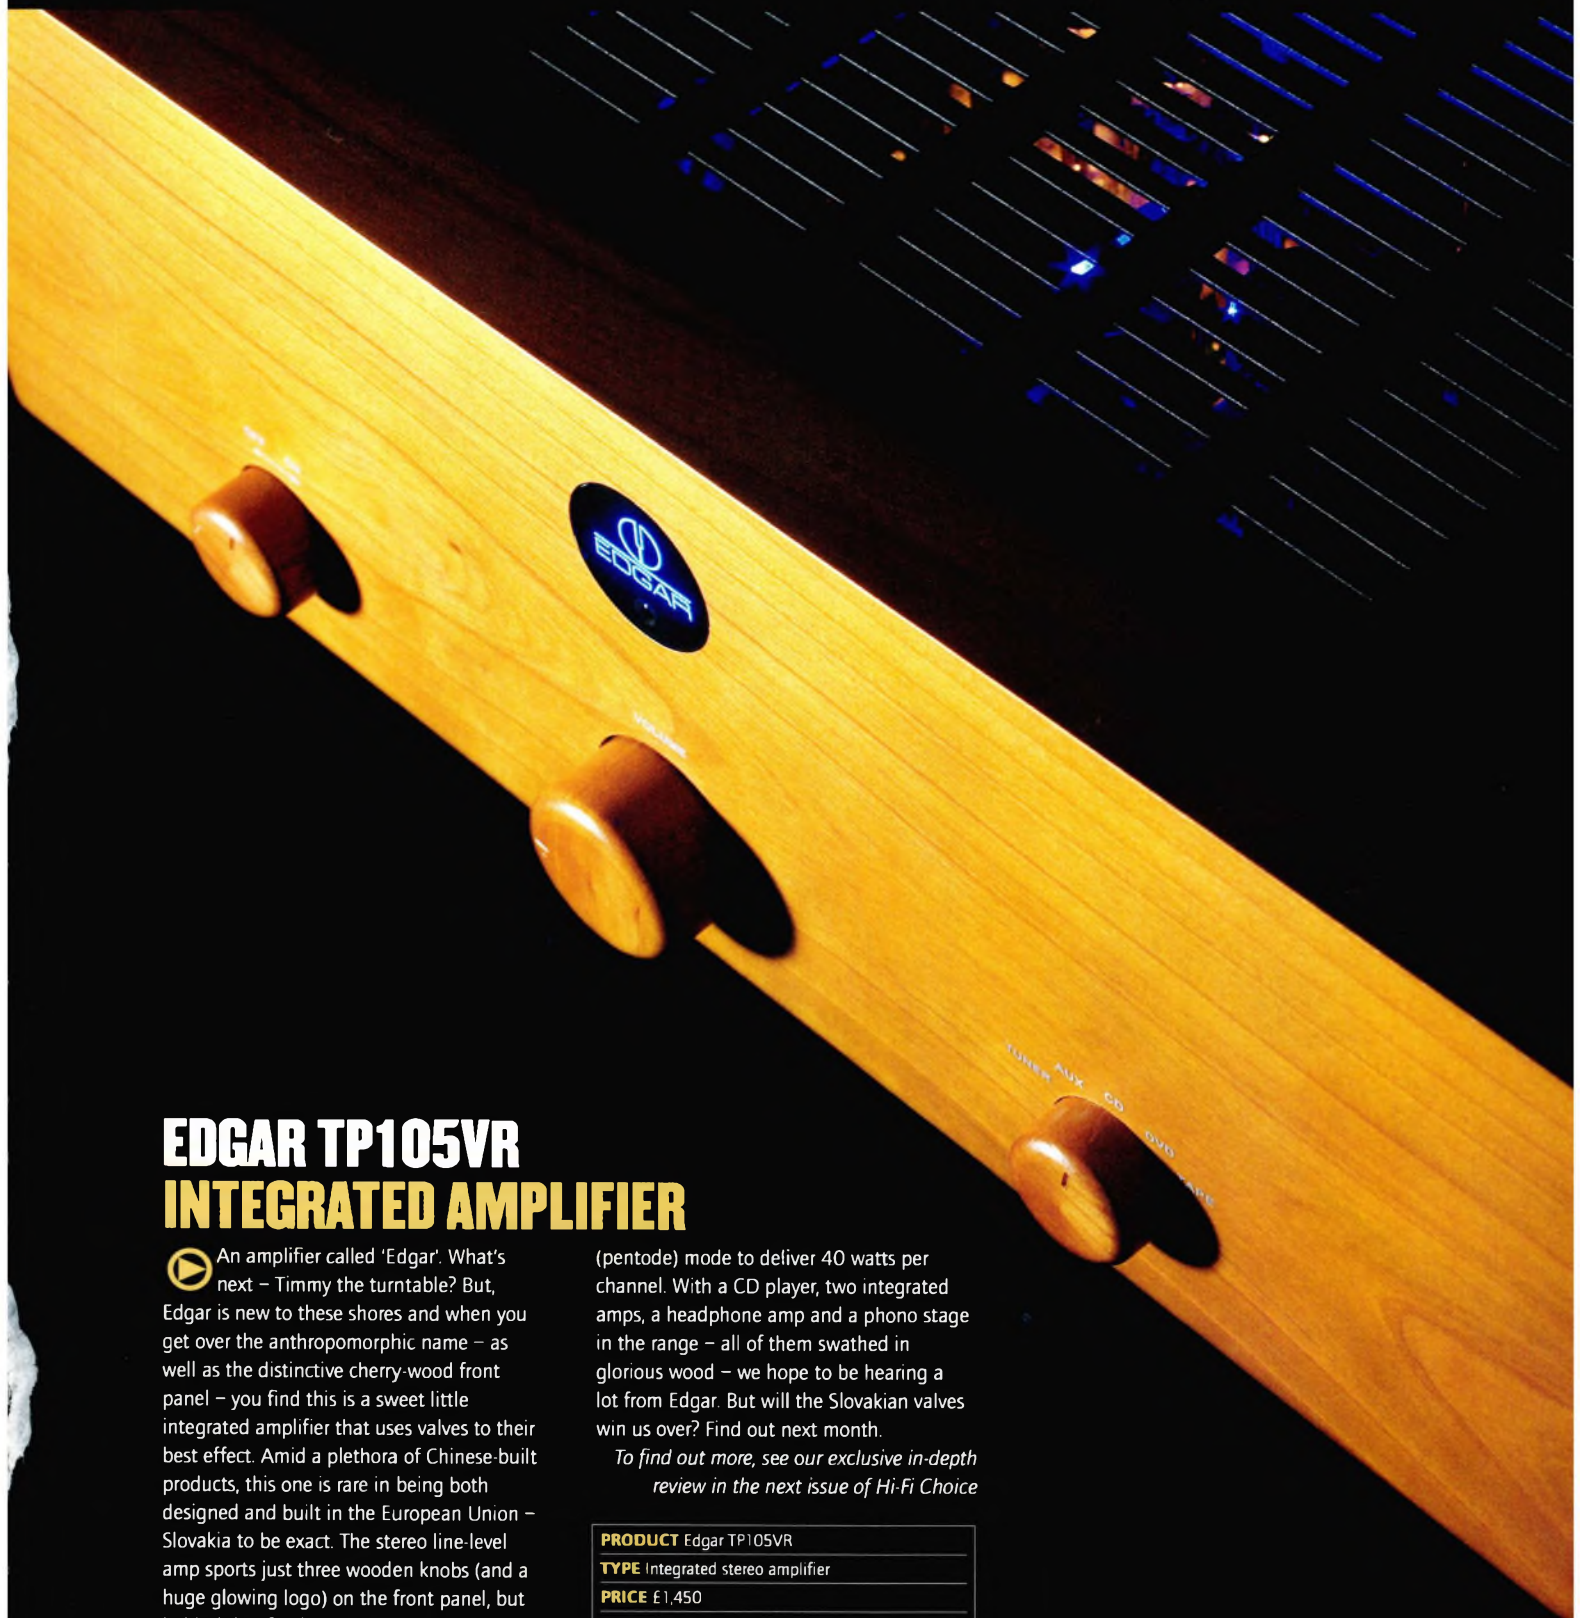 OFF
ON
EDGAR
VOLUME
TUNER
AUX
CD
DVD
TAPE
EDGAR TP105VR
INTEGRATED AMPLIFIER
An amplifier called ‘Edgar’. What’s
next – Timmy the turntable? But,
Edgar is new to these shores and when you
get over the anthropomorphic name – as
well as the distinctive cherry-wood front
panel – you find this is a sweet little
integrated amplifier that uses valves to their
best effect. Amid a plethora of Chinese-built
products, this one is rare in being both
designed and built in the European Union –
Slovakia to be exact. The stereo line-level
amp sports just three wooden knobs (and a
huge glowing logo) on the front panel, but
(pentode) mode to deliver 40 watts per
channel. With a CD player, two integrated
amps, a headphone amp and a phono stage
in the range – all of them swathed in
glorious wood – we hope to be hearing a
lot from Edgar. But will the Slovakian valves
win us over? Find out next month.
To find out more, see our exclusive in-depth
review in the next issue of Hi-Fi Choice
PRODUCT Edgar TP105VR
TYPE Integrated stereo amplifier
PRICE £1,450